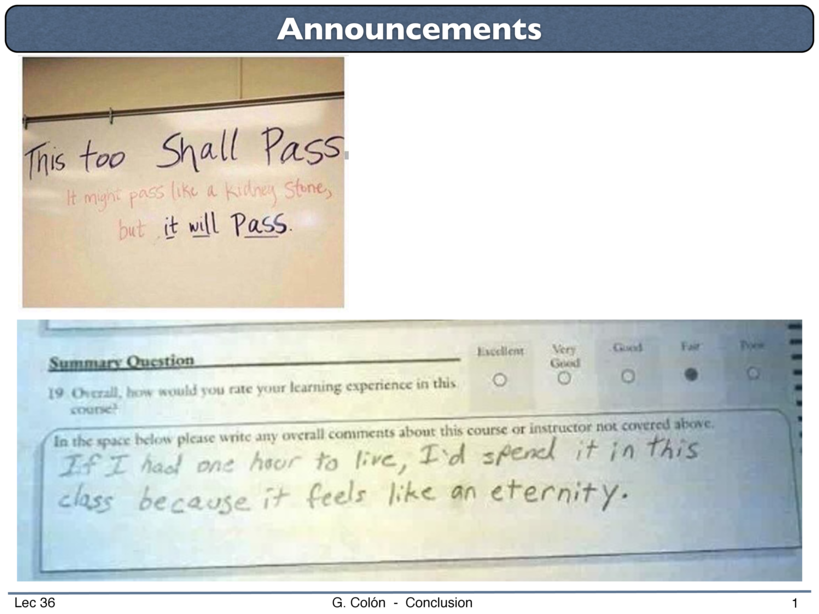 Announcements
This too Shall Pass
It might pass like a kidney stone,
but it will Pass.
Summary Question
Excellent
Very
Good
Good
Fair
Poor
19 Overall, how would you rate your learning experience in this
course?
In the space below please write any overall comments about this course or instructor not covered above.
If I had one hour to live, I'd spend it in this
class because it feels like an eternity.
Lec 36
G. Colón - Conclusion
1